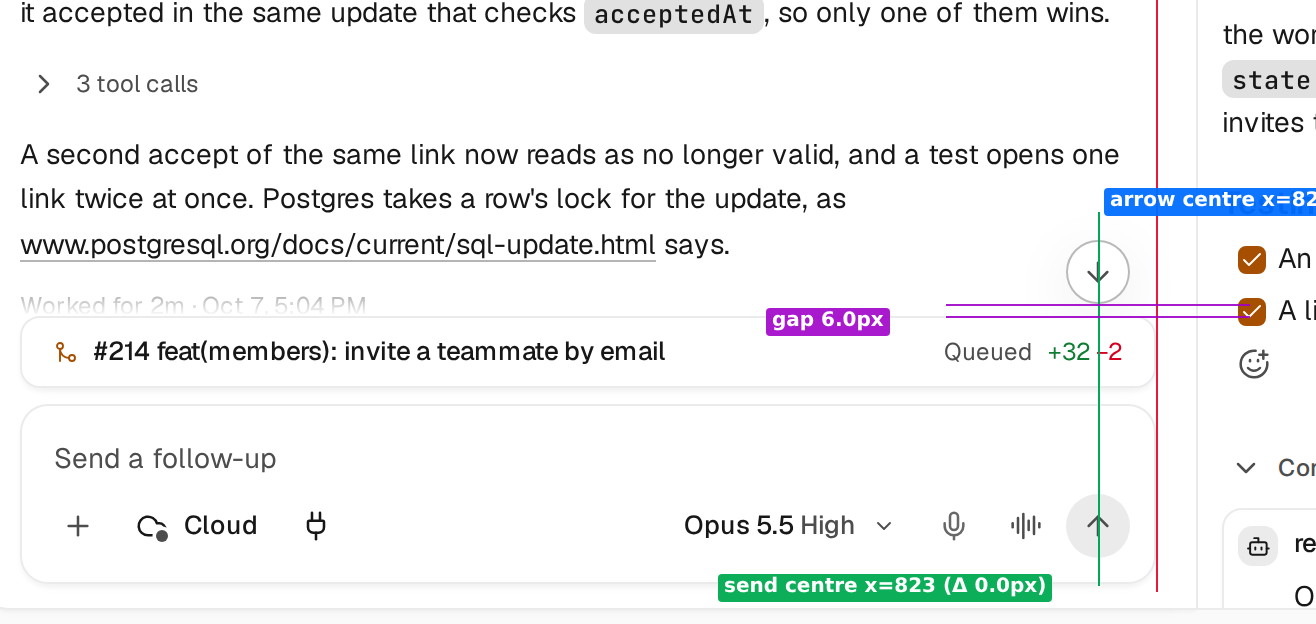 it accepted in the same update that checks acceptedAt, so only one of them wins.
3 tool calls
A second accept of the same link now reads as no longer valid, and a test opens one
link twice at once. Postgres takes a row's lock for the update, as
www.postgresql.org/docs/current/sql-update.html says.
Worked for 2m · Oct 7, 5:04 PM
gap 6.0px
#214 feat(members): invite a teammate by email
Queued +32 -2
Send a follow-up
Cloud
Opus 5.5 High
send centre x=823 (Δ 0.0px)
arrow centre x=82
the wor
state
invites
An
A li
Cor
re
O